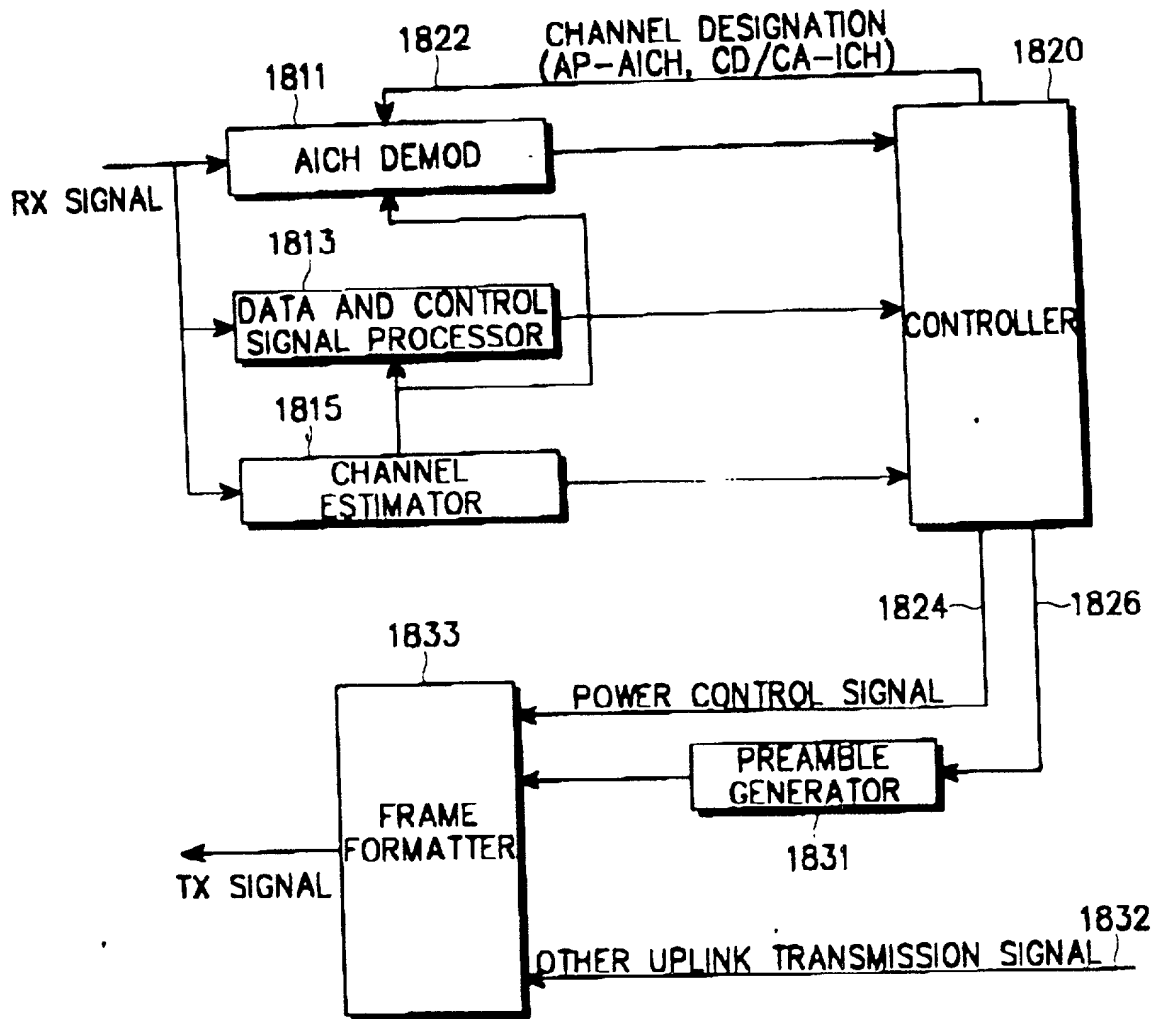 1822
CHANNEL DESIGNATION
(AP-AICH, CD/CA-ICH)
1820
1811
AICH DEMOD
RX SIGNAL
1813
DATA AND CONTROL
SIGNAL PROCESSOR
CONTROLLER
1815
CHANNEL
ESTIMATOR
1824
1826
1833
POWER CONTROL SIGNAL
PREAMBLE
GENERATOR
FRAME
FORMATTER
1831
TX SIGNAL
1832
OTHER UPLINK TRANSMISSION SIGNAL